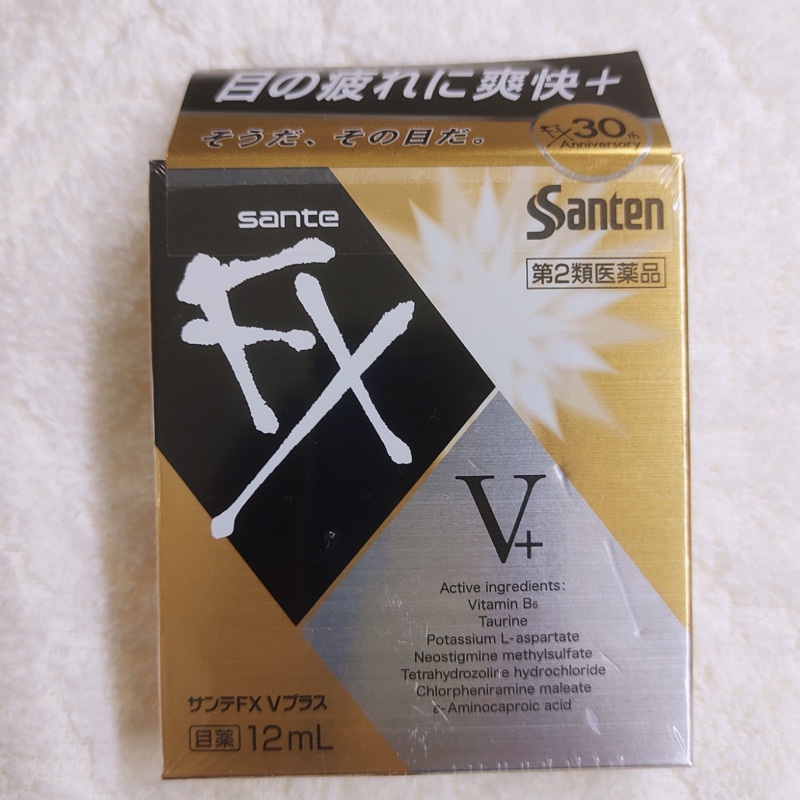 目の疲れに爽快+
そうだ、その目だ。
FX30th
Anniversary
sante
FX
Santen
第2類医薬品
V+
Active ingredients:
Vitamin B6
Taurine
Potassium L-aspartate
Neostigmine methylsulfate
Tetrahydrozoline hydrochloride
Chlorpheniramine maleate
ε-Aminocaproic acid
サンテFX Vプラス
目薬 12mL